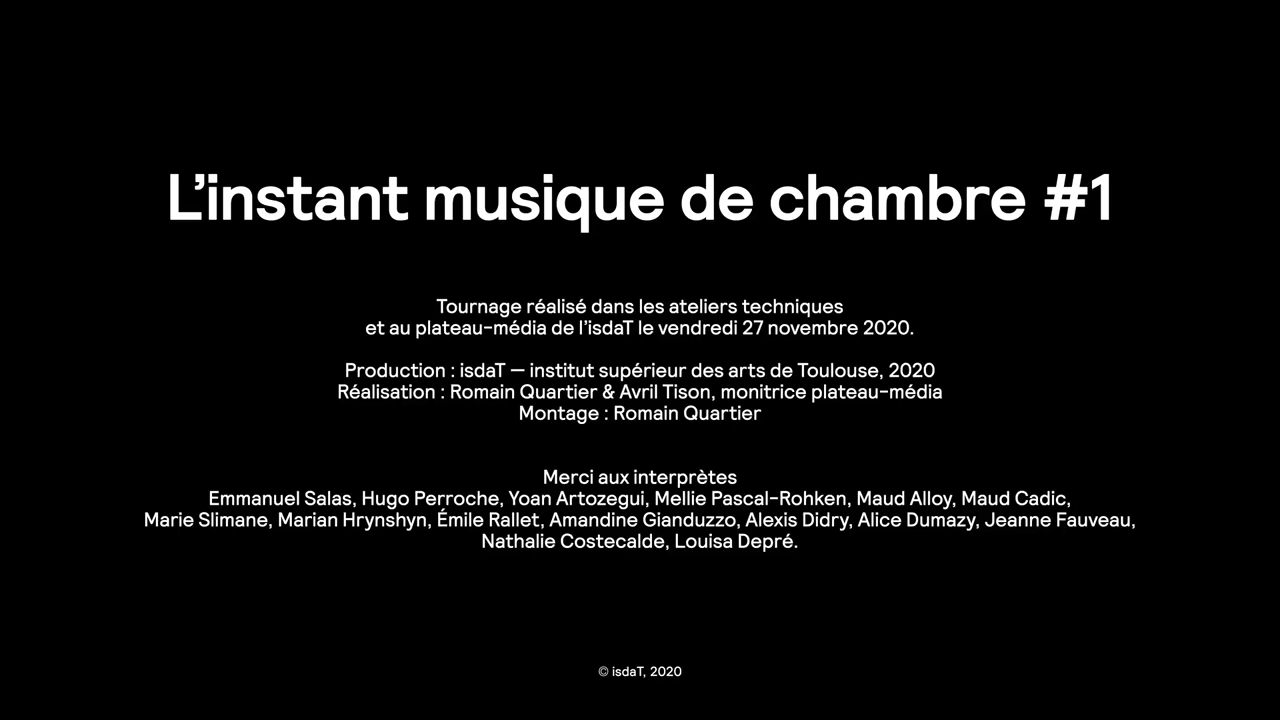 L’instant musique de chambre #1
Tournage réalisé dans les ateliers techniques
et au plateau-média de l’isdaT le vendredi 27 novembre 2020.
Production : isdaT — institut supérieur des arts de Toulouse, 2020
Réalisation : Romain Quartier & Avril Tison, monitrice plateau-média
Montage : Romain Quartier
Merci aux interprètes
Emmanuel Salas, Hugo Perroche, Yoan Artozegui, Mellie Pascal-Rohken, Maud Alloy, Maud Cadic,
Marie Slimane, Marian Hrynshyn, Émile Rallet, Amandine Gianduzzo, Alexis Didry, Alice Dumazy, Jeanne Fauveau,
Nathalie Costecalde, Louisa Depré.
© isdaT, 2020